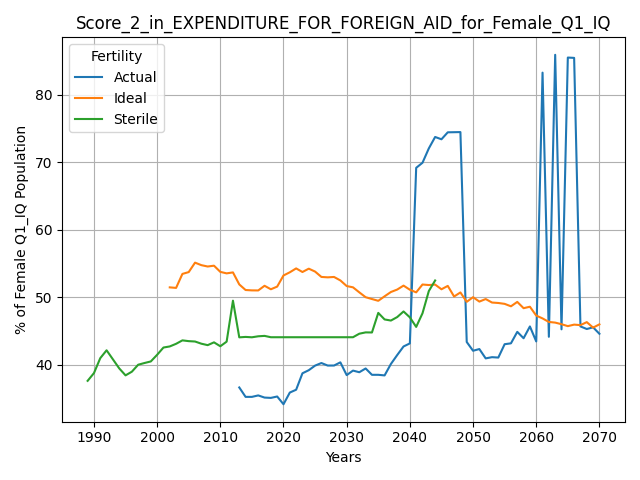 Score_2_in_EXPENDITURE_FOR_FOREIGN_AID_for_Female_Q1_IQ
Fertility
Actual
Ideal
Sterile
% of Female Q1_IQ Population
80
70
60
50
40
1990 2000 2010 2020 2030 2040 2050 2060 2070
Years